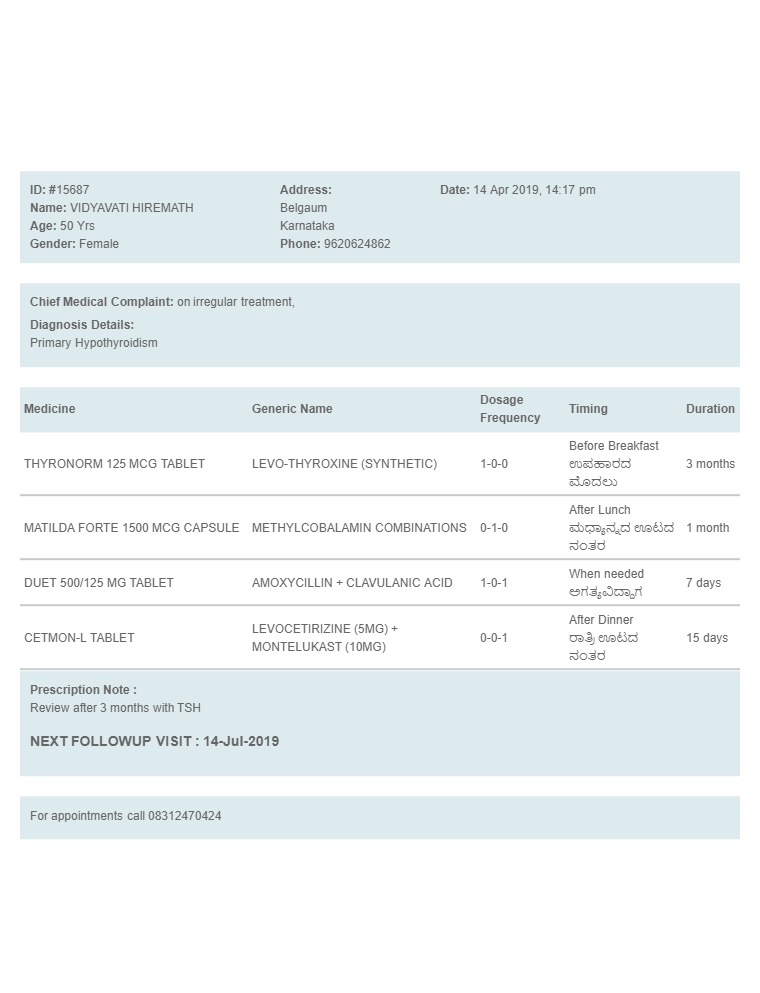 ID: #15687
Name: VIDYAVATI HIREMATH
Age: 50 Yrs
Gender: Female
Address:
Belgaum
Karnataka
Phone: 9620624862
Date: 14 Apr 2019, 14:17 pm
Chief Medical Complaint: on irregular treatment,
Diagnosis Details:
Primary Hypothyroidism
Medicine Generic Name Dosage Frequency Timing Duration
THYRONORM 125 MCG TABLET LEVO-THYROXINE (SYNTHETIC) 1-0-0 Before Breakfast 3 months
ಉಪಹಾರದ
ಮೊದಲು
MATILDA FORTE 1500 MCG CAPSULE METHYLCOBALAMIN COMBINATIONS 0-1-0 After Lunch 1 month
ಮಧ್ಯಾನ್ನದ ಊಟದ
ನಂತರ
DUET 500/125 MG TABLET AMOXYCILLIN + CLAVULANIC ACID 1-0-1 When needed 7 days
ಅಗತ್ಯವಿದ್ದಾಗ
CETMON-L TABLET LEVOCETIRIZINE (5MG) + MONTELUKAST (10MG) 0-0-1 After Dinner 15 days
ರಾತ್ರಿ ಊಟದ
ನಂತರ
Prescription Note :
Review after 3 months with TSH
NEXT FOLLOWUP VISIT : 14-Jul-2019
For appointments call 08312470424